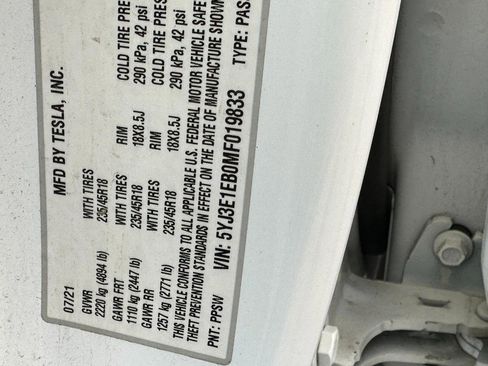 07/21 MFD BY TESLA, INC.
GVWR WITH TIRES
2220 kg (4894 lb) 235/45R18
GAWR FRT WITH TIRES RIM COLD TIRE PRES
1110 kg (2447 lb) 235/45R18 18X8.5J 290 kPa, 42 psi
GAWR RR WITH TIRES RIM COLD TIRE PRES
1257 kg (2771 lb) 235/45R18 18X8.5J 290 kPa, 42 psi
THIS VEHICLE CONFORMS TO ALL APPLICABLE U.S. FEDERAL MOTOR VEHICLE SAFE
THEFT PREVENTION STANDARDS IN EFFECT ON THE DATE OF MANUFACTURE SHOWN
PNT: PPSW VIN: 5YJ3E1EB0MF019833 TYPE: PAS